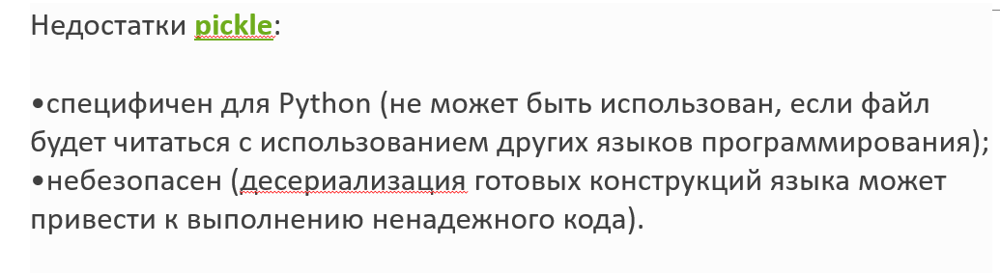 Недостатки pickle:
•специфичен для Python (не может быть использован, если файл
будет читаться с использованием других языков программирования);
•небезопасен (десериализация готовых конструкций языка может
привести к выполнению ненадежного кода).